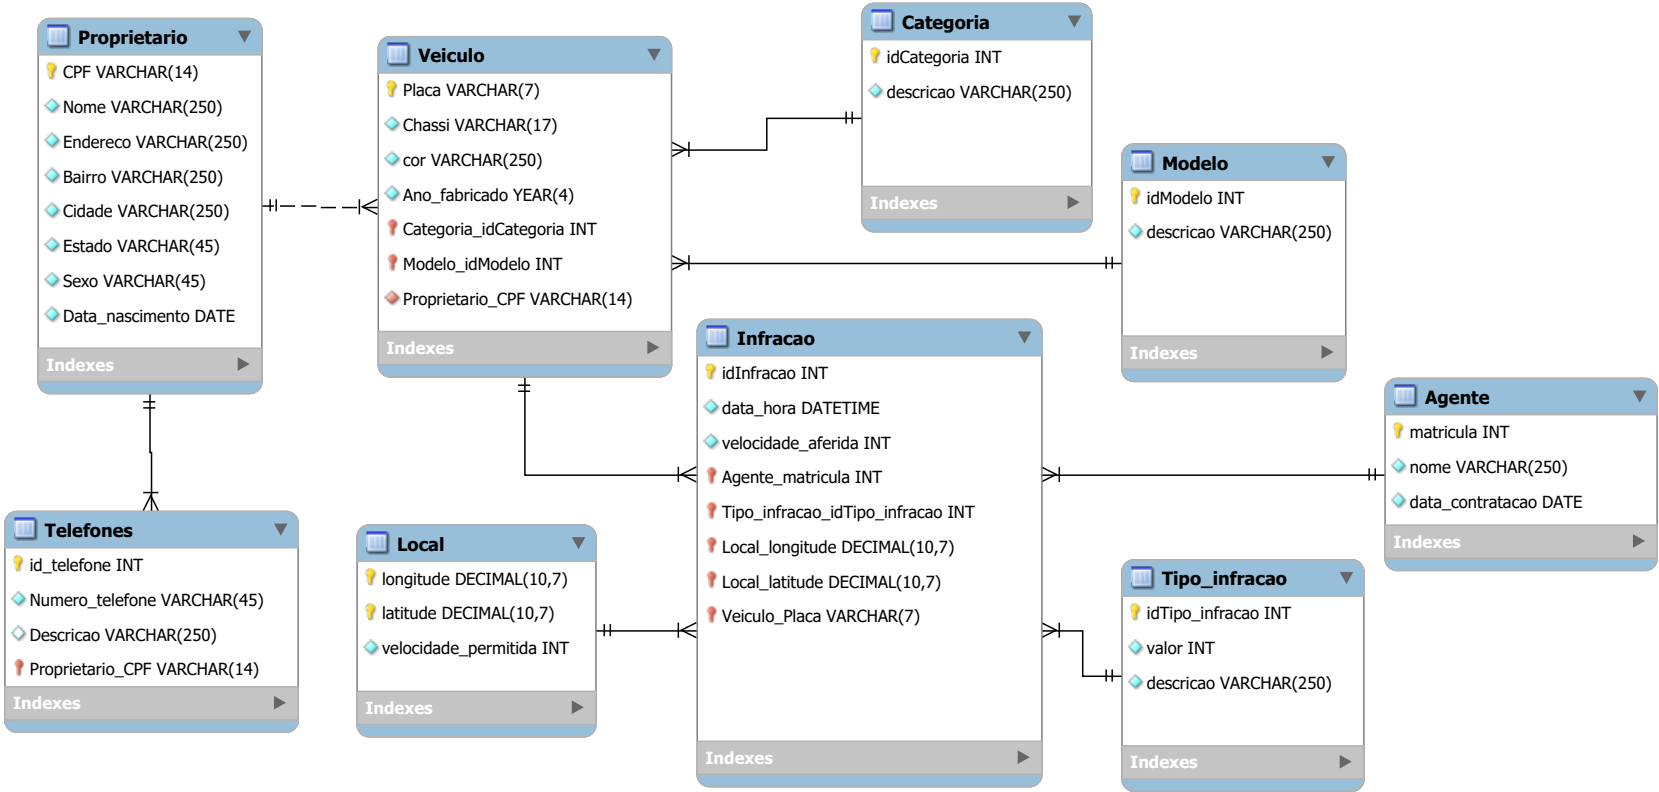 Proprietario
CPF VARCHAR(14)
Nome VARCHAR(250)
Endereco VARCHAR(250)
Bairro VARCHAR(250)
Cidade VARCHAR(250)
Estado VARCHAR(45)
Sexo VARCHAR(45)
Data_nascimento DATE
Indexes
Veiculo
Placa VARCHAR(7)
Chassi VARCHAR(17)
cor VARCHAR(250)
Ano_fabricado YEAR(4)
Categoria_idCategoria INT
Modelo_idModelo INT
Proprietario_CPF VARCHAR(14)
Indexes
Categoria
idCategoria INT
descricao VARCHAR(250)
Indexes
Modelo
idModelo INT
descricao VARCHAR(250)
Indexes
Infracao
idInfracao INT
data_hora DATETIME
velocidade_aferida INT
Agente_matricula INT
Tipo_infracao_idTipo_infracao INT
Local_longitude DECIMAL(10,7)
Local_latitude DECIMAL(10,7)
Veiculo_Placa VARCHAR(7)
Indexes
Agente
matricula INT
nome VARCHAR(250)
data_contratacao DATE
Indexes
Telefones
id_telefone INT
Numero_telefone VARCHAR(45)
Descricao VARCHAR(250)
Proprietario_CPF VARCHAR(14)
Indexes
Local
longitude DECIMAL(10,7)
latitude DECIMAL(10,7)
velocidade_permitida INT
Indexes
Tipo_infracao
idTipo_infracao INT
valor INT
descricao VARCHAR(250)
Indexes